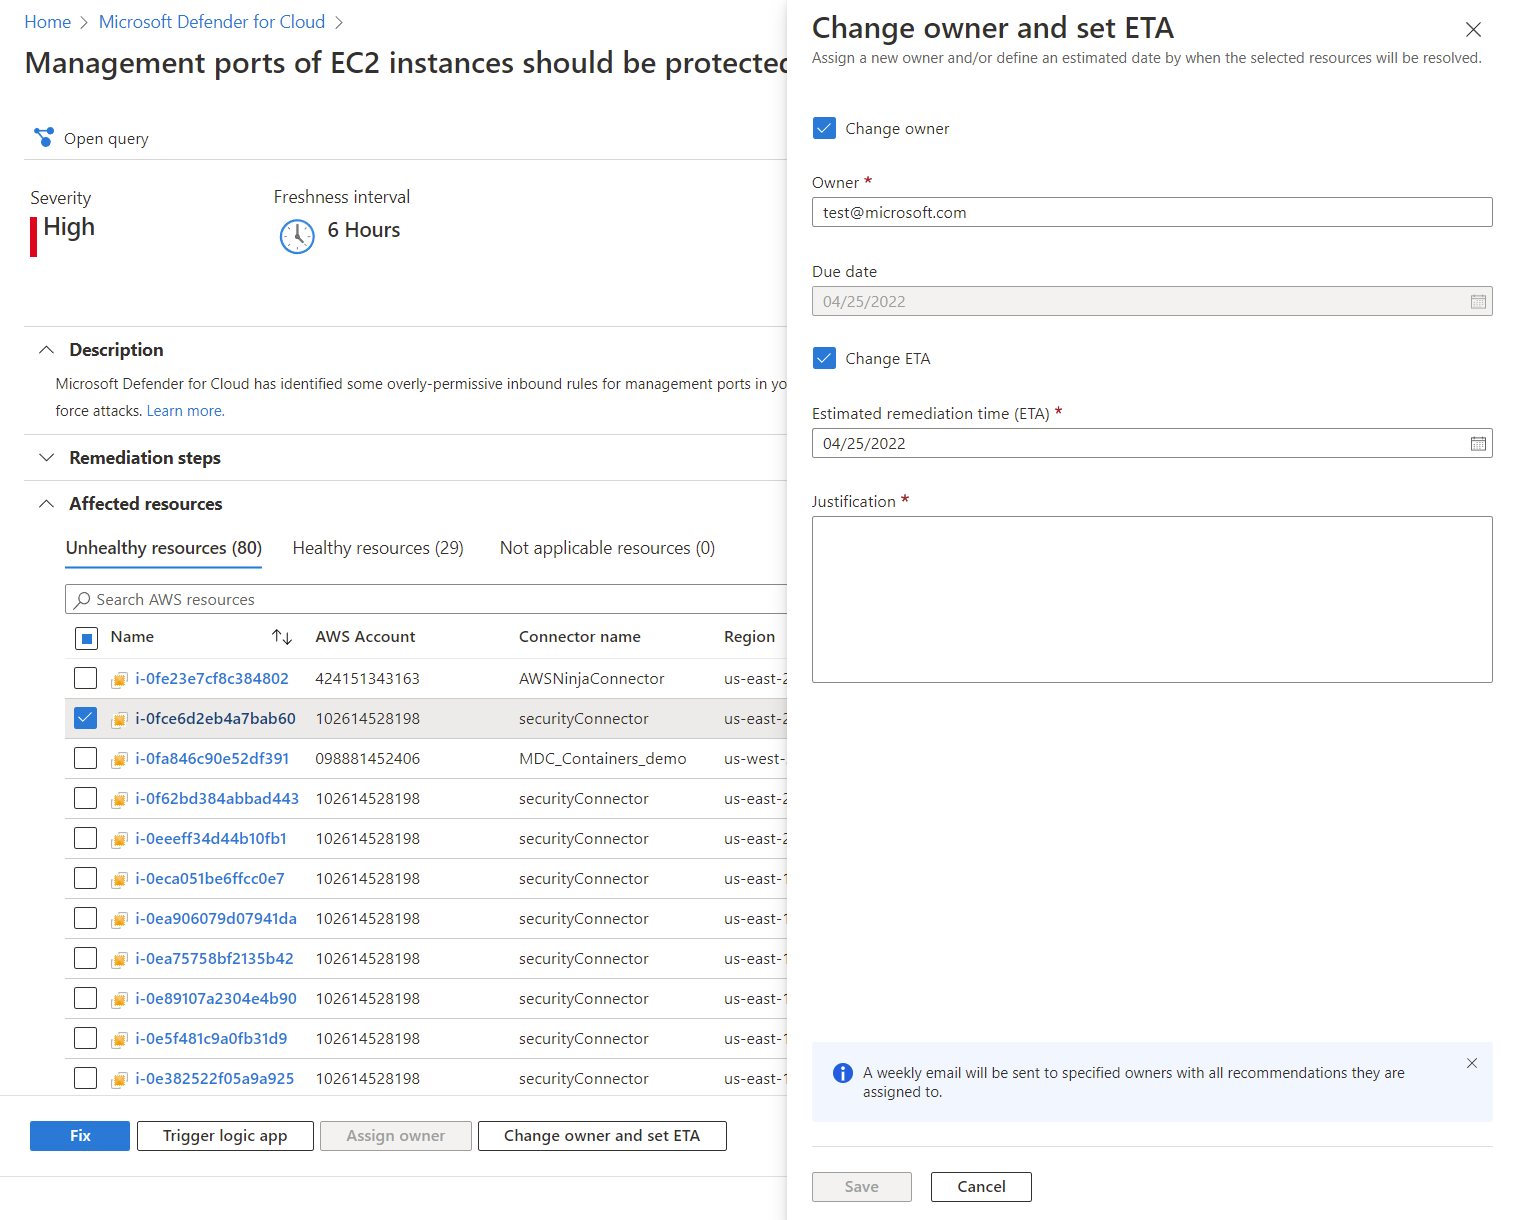 Home > Microsoft Defender for Cloud >
Management ports of EC2 instances should be protected
Open query
Severity
High
Freshness interval
6 Hours
Description
Microsoft Defender for Cloud has identified some overly-permissive inbound rules for management ports in yo
force attacks. Learn more.
Remediation steps
Affected resources
Unhealthy resources (80) Healthy resources (29) Not applicable resources (0)
Search AWS resources
Name AWS Account Connector name Region
i-0fe23e7cf8c384802 424151343163 AWSNinjaConnector us-east-2
i-0fce6d2eb4a7bab60 102614528198 securityConnector us-east-2
i-0fa846c90e52df391 098881452406 MDC_Containers_demo us-west-
i-0f62bd384abbad443 102614528198 securityConnector us-east-2
i-0eeeff34d44b10fb1 102614528198 securityConnector us-east-2
i-0eca051be6ffcc0e7 102614528198 securityConnector us-east-1
i-0ea906079d07941da 102614528198 securityConnector us-east-1
i-0ea75758bf2135b42 102614528198 securityConnector us-east-1
i-0e89107a2304e4b90 102614528198 securityConnector us-east-1
i-0e5f481c9a0fb31d9 102614528198 securityConnector us-east-1
i-0e382522f05a9a925 102614528198 securityConnector us-east-1
Fix Trigger logic app Assign owner Change owner and set ETA
Change owner and set ETA
Assign a new owner and/or define an estimated date by when the selected resources will be resolved.
Change owner
Owner *
test@microsoft.com
Due date
04/25/2022
Change ETA
Estimated remediation time (ETA) *
04/25/2022
Justification *
A weekly email will be sent to specified owners with all recommendations they are
assigned to.
Save Cancel